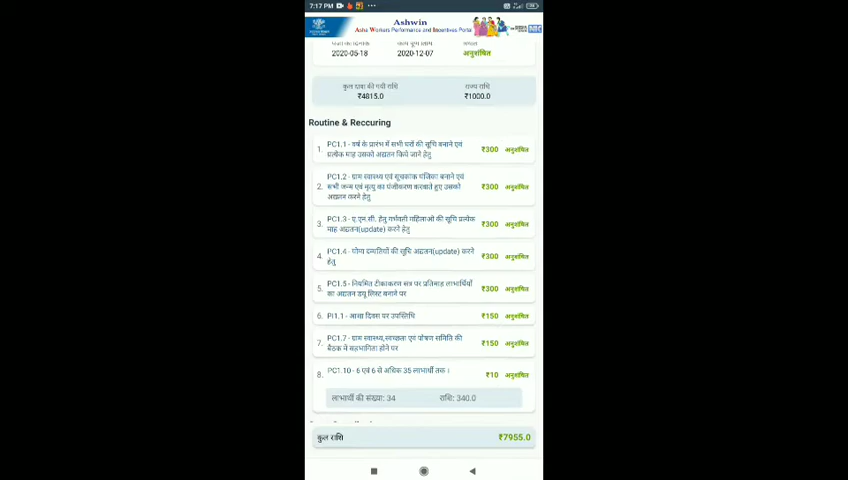 7:17 PM
Ashwin
Asha Workers Performance and Incentives Portal
NIC
2020-05-18
2020-12-07
अनुशंषित
कुल दावा की गयी राशि
राज्य राशि
₹4815.0
₹1000.0
Routine & Reccuring
1. PC1.1 - वर्ष के प्रारंभ में सभी घरों की सूचि बनाने एवं
प्रत्येक माह उसको अद्यतन किये जाने हेतु
₹300 अनुशंषित
2. PC1.2 - ग्राम स्वास्थ्य एवं सूचकांक पंजिका बनाने एवं
सभी जन्म एवं मृत्यु का पंजीकरण करवाते हुए उसको
अद्यतन करने हेतु
₹300 अनुशंषित
3. PC1.3 - ए एन.सी. हेतु गर्भवती महिलाओ की सूचि प्रत्येक
माह अद्यतन(update) करने हेतु
₹300 अनुशंषित
4. PC1.4 - योग्य दम्पतियों की सूचि अद्यतन(update) करने
हेतु
₹300 अनुशंषित
5. PC1.5 - नियमित टीकाकरण सत्र पर प्रतिमाह लाभार्थियों
का अद्यतन ड्यू लिस्ट बनाने पर
₹300 अनुशंषित
6. PI1.1 - आशा दिवस पर उपस्तिथि
₹150 अनुशंषित
7. PC1.7 - ग्राम स्वास्थ्य,स्वच्छता एवं पोषण समिति की
बैठक में सहभागिता होने पर
₹150 अनुशंषित
8. PC1.10 - 6 एवं 6 से अधिक 35 लाभार्थी तक ।
₹10 अनुशंषित
लाभार्थी की संख्या: 34
राशि: 340.0
कुल राशि
₹7955.0